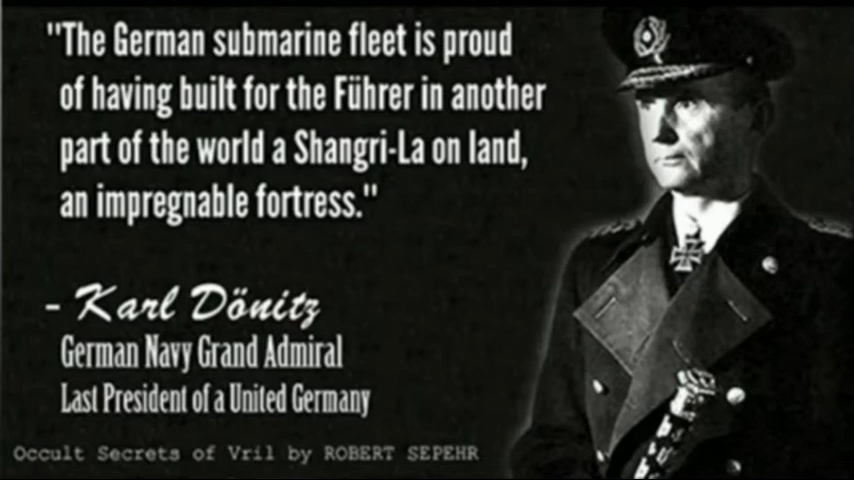 "The German submarine fleet is proud
of having built for the Führer in another
part of the world a Shangri-La on land,
an impregnable fortress."
- Karl Dönitz
German Navy Grand Admiral
Last President of a United Germany
Occult Secrets of Vril by ROBERT SEPEHR